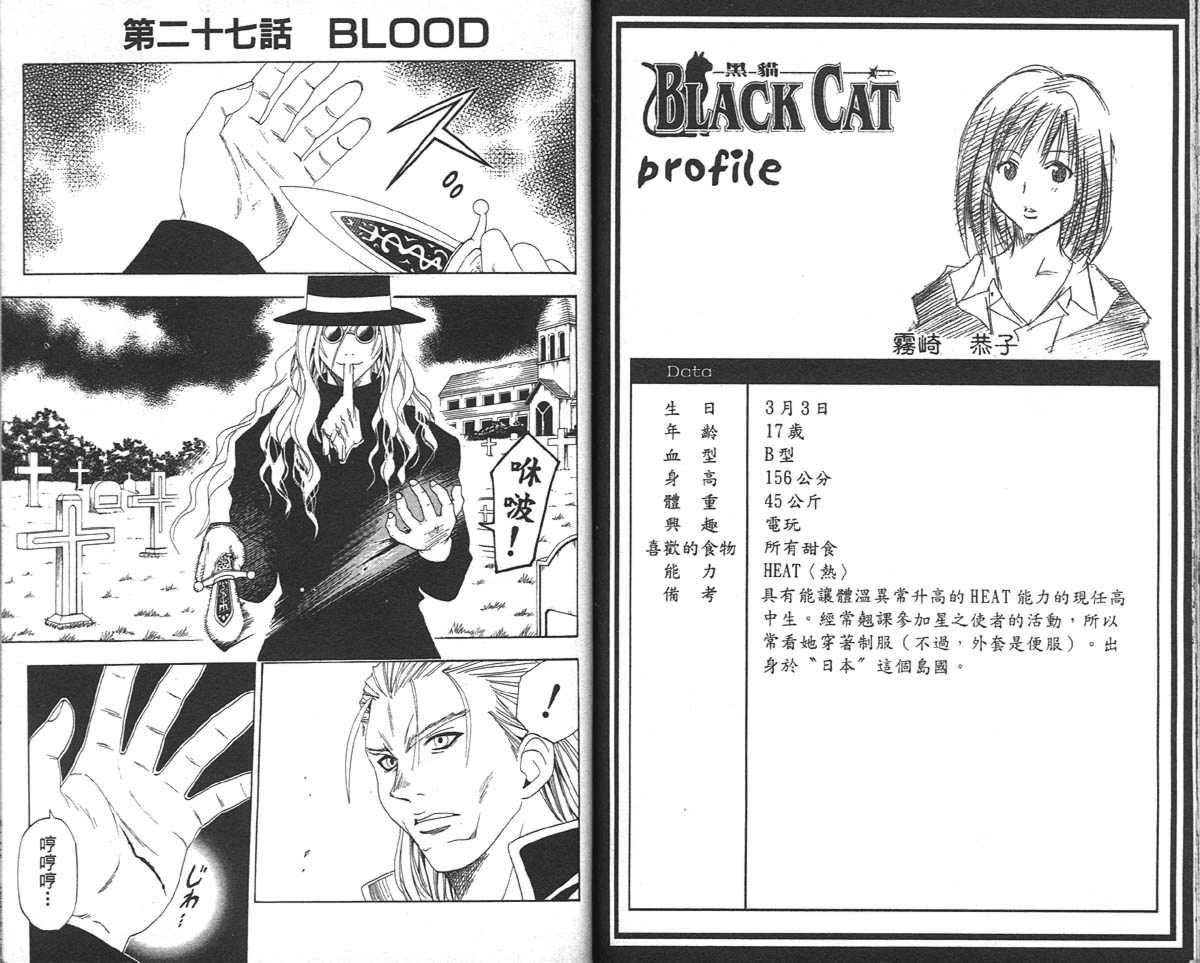 黒 猫
BLACK CAT
profile
霧崎 恭子
Data
生日 3月3日
年齡 17歲
血型 B型
身高 156公分
體重 45公斤
興趣 電玩
喜歡的食物 所有甜食
能力 HEAT〈熱〉
備考 具有能讓體溫異常升高的HEAT能力的現任高
中生。經常翹課參加星之使者的活動，所以
常看她穿著制服（不過，外套是便服）。出
身於〝日本〞這個島國。
第二十七話 BLOOD
ス
咻
啵！
！
哼
哼
哼…
じわ…